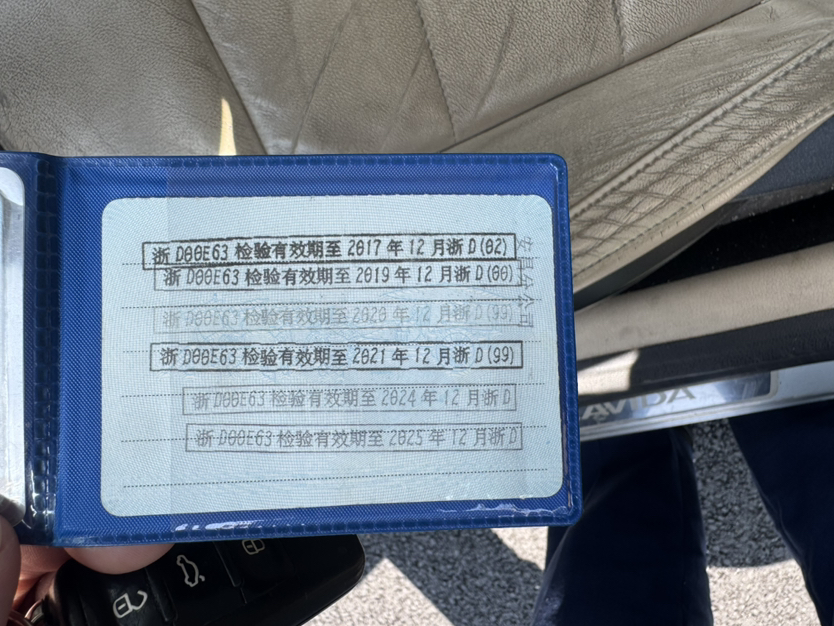 浙 D00E63 检验有效期至 2017 年 12 月浙 D(02)
浙 D00E63 检验有效期至 2019 年 12 月浙 D(00)
浙 D00E63 检验有效期至 2020 年 12 月浙 D(99)
浙 D00E63 检验有效期至 2021 年 12 月浙 D(99)
浙 D00E63 检验有效期至 2024 年 12 月浙 D
浙 D00E63 检验有效期至 2025 年 12 月浙 D
AVIDA